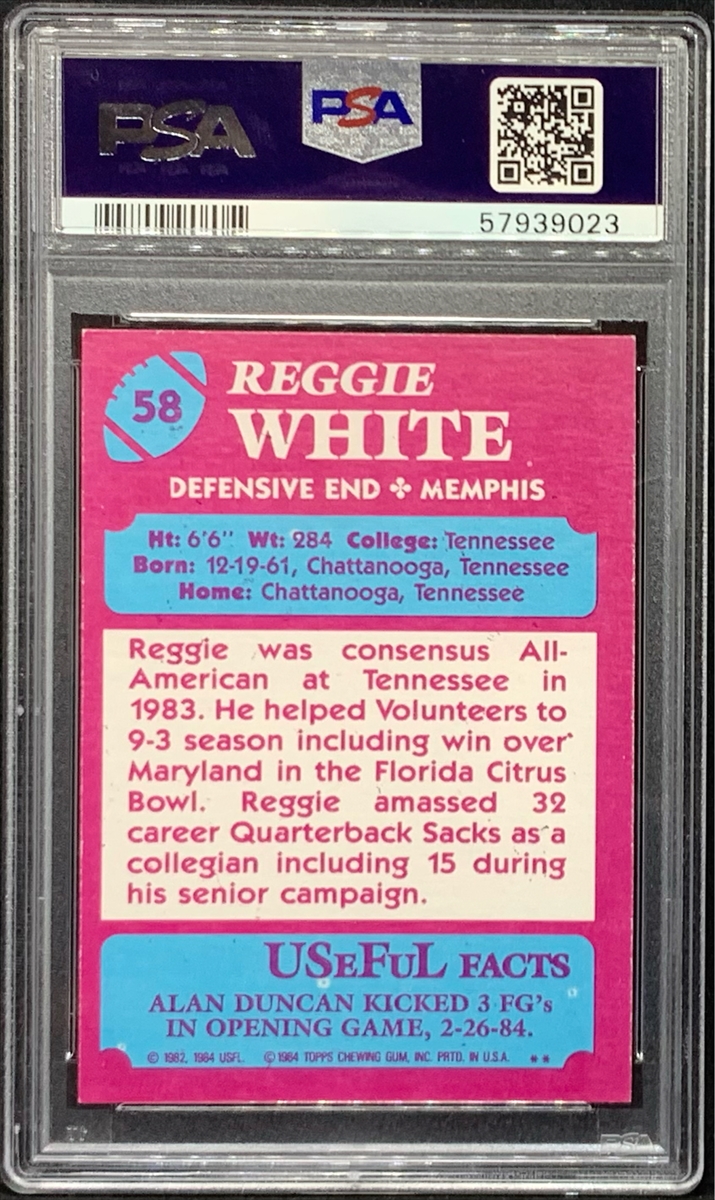 PSA PSA
57939023
58
REGGIE
WHITE
DEFENSIVE END ✤ MEMPHIS
Ht: 6'6" Wt: 284 College: Tennessee
Born: 12-19-61, Chattanooga, Tennessee
Home: Chattanooga, Tennessee
Reggie was consensus All-
American at Tennessee in
1983. He helped Volunteers to
9-3 season including win over
Maryland in the Florida Citrus
Bowl. Reggie amassed 32
career Quarterback Sacks as a
collegian including 15 during
his senior campaign.
USeFuL FACTS
ALAN DUNCAN KICKED 3 FG's
IN OPENING GAME, 2-26-84.
© 1982, 1984 USFL. © 1984 TOPPS CHEWING GUM, INC. PRTD. IN U.S.A. **
PSA